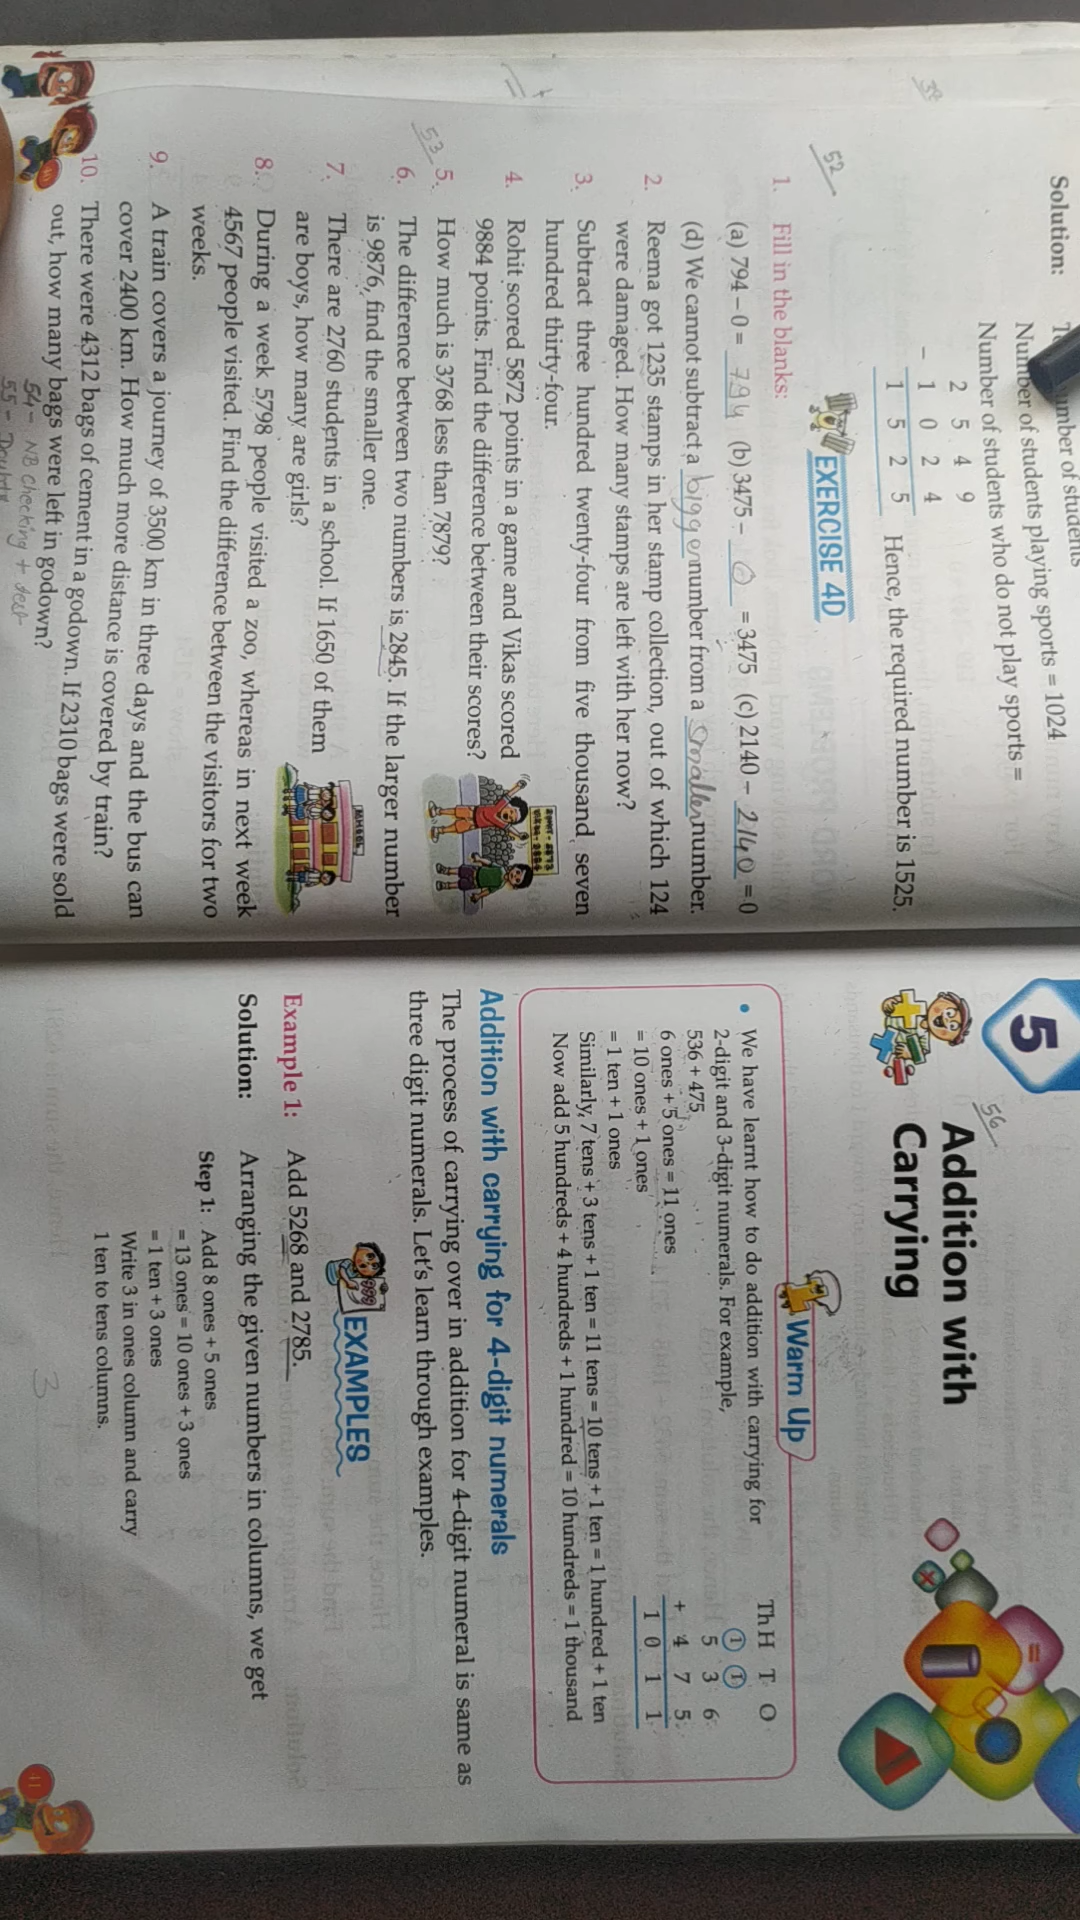 Solution:
Number of students playing sports = 1024
Number of students who do not play sports =
2 5 4 9
– 1 0 2 4
1 5 2 5 Hence, the required number is 1525.
52
EXERCISE 4D
1. Fill in the blanks:
(a) 794 – 0 = 794 (b) 3475 – 0 = 3475 (c) 2140 – 2140 = 0
(d) We cannot subtract a bigger number from a Smaller number.
2. Reema got 1235 stamps in her stamp collection, out of which 124
were damaged. How many stamps are left with her now?
3. Subtract three hundred twenty-four from five thousand seven
hundred thirty-four.
4. Rohit scored 5872 points in a game and Vikas scored
9884 points. Find the difference between their scores?
53
5. How much is 3768 less than 7879?
6. The difference between two numbers is 2845. If the larger number
is 9876, find the smaller one.
7. There are 2760 students in a school. If 1650 of them
are boys, how many are girls?
8. During a week 5798 people visited a zoo, whereas in next week
4567 people visited. Find the difference between the visitors for two
weeks.
9. A train covers a journey of 3500 km in three days and the bus can
cover 2400 km. How much more distance is covered by train?
10. There were 4312 bags of cement in a godown. If 2310 bags were sold
out, how many bags were left in godown?
54 – NB checking + test
55 – Doubts
40
5
56
Addition with
Carrying
Warm Up
• We have learnt how to do addition with carrying for
2-digit and 3-digit numerals. For example,
536 + 475
6 ones + 5 ones = 11 ones
= 10 ones + 1 ones
= 1 ten + 1 ones
Similarly, 7 tens + 3 tens + 1 ten = 11 tens = 10 tens + 1 ten = 1 hundred + 1 ten
Now add 5 hundreds + 4 hundreds + 1 hundred = 10 hundreds = 1 thousand
Th H T O
1 1
5 3 6
+ 4 7 5
1 0 1 1
Addition with carrying for 4-digit numerals
The process of carrying over in addition for 4-digit numeral is same as
three digit numerals. Let's learn through examples.
EXAMPLES
Example 1: Add 5268 and 2785.
Solution: Arranging the given numbers in columns, we get
Step 1: Add 8 ones + 5 ones
= 13 ones = 10 ones + 3 ones
= 1 ten + 3 ones
Write 3 in ones column and carry
1 ten to tens columns.
3
41